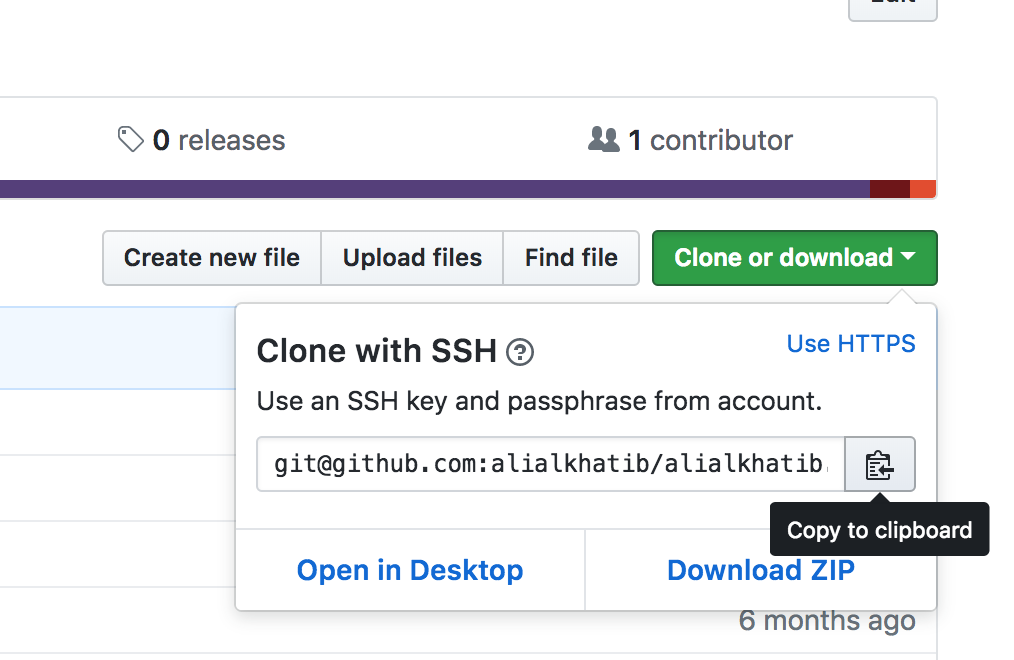 Edit
0 releases
1 contributor
Create new file
Upload files
Find file
Clone or download
Clone with SSH
Use HTTPS
Use an SSH key and passphrase from account.
git@github.com:alialkhatib/alialkhatib.
Copy to clipboard
Open in Desktop
Download ZIP
6 months ago